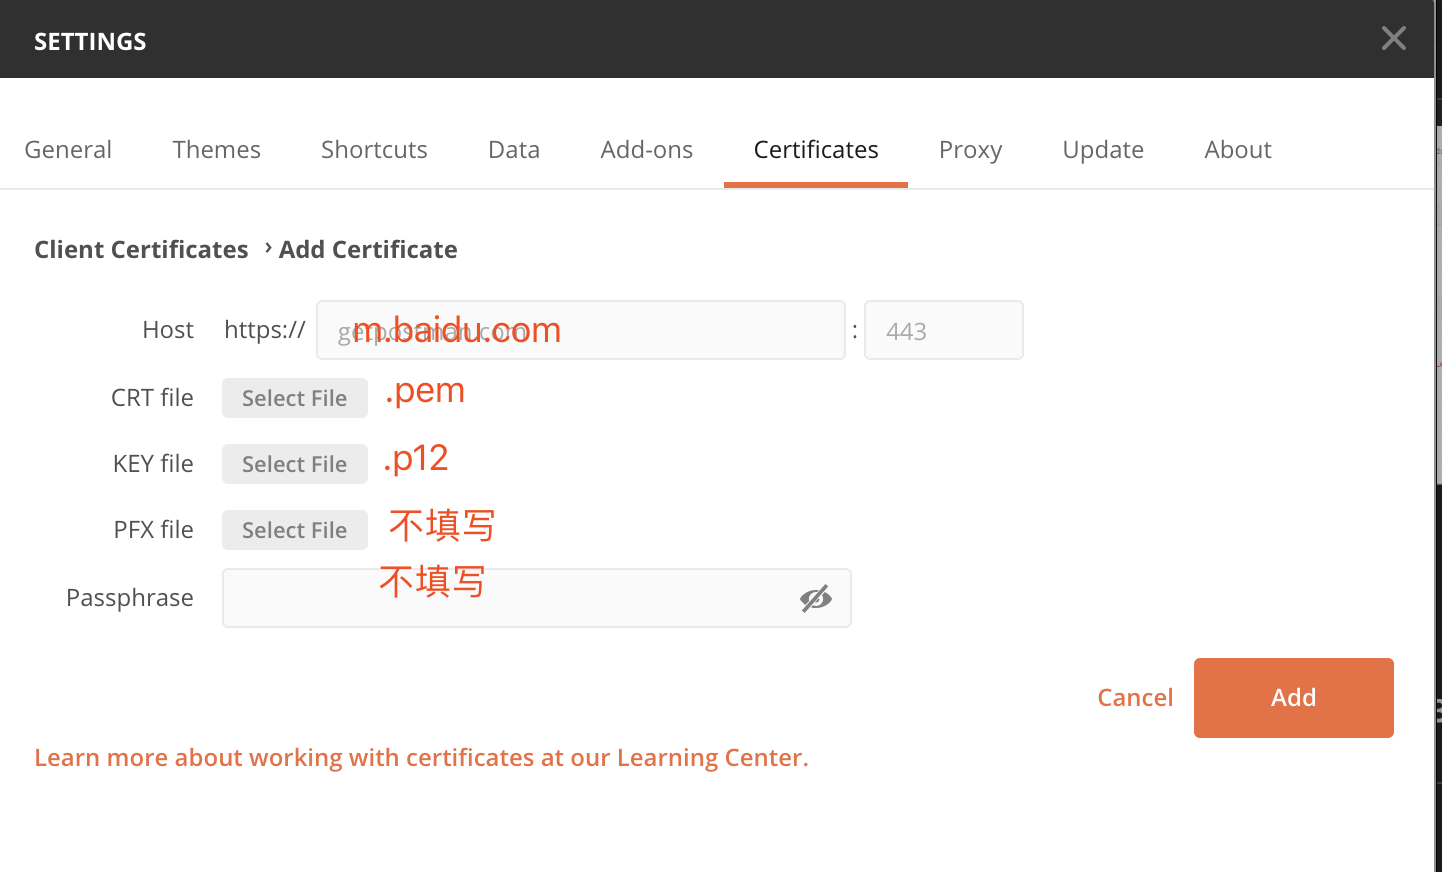 SETTINGS
General Themes Shortcuts Data Add-ons Certificates Proxy Update About
Client Certificates › Add Certificate
Host https:// getpostman.com m.baidu.com : 443
CRT file Select File .pem
KEY file Select File .p12
PFX file Select File 不填写
Passphrase 不填写
Cancel Add
Learn more about working with certificates at our Learning Center.